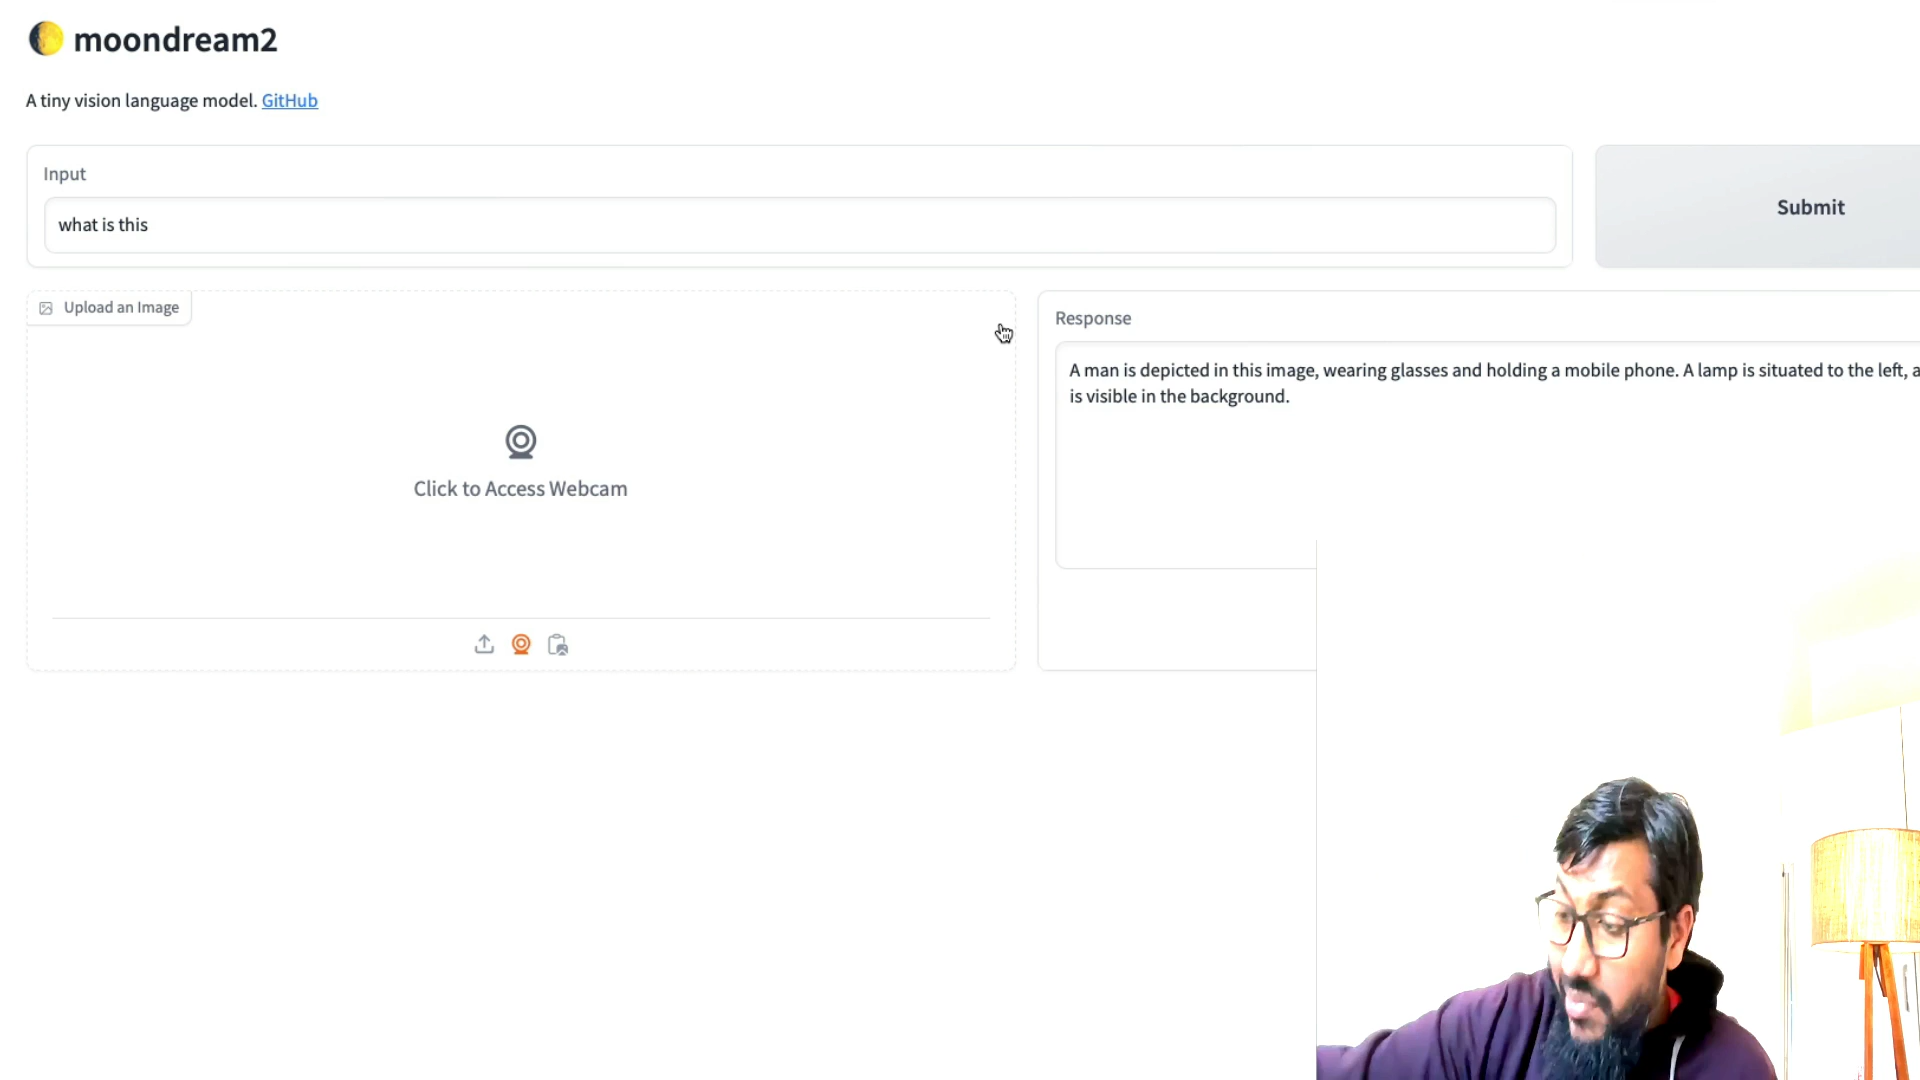 moondream2
A tiny vision language model. GitHub
Input
what is this
Submit
Upload an Image
Click to Access Webcam
Response
A man is depicted in this image, wearing glasses and holding a mobile phone. A lamp is situated to the left, a
is visible in the background.